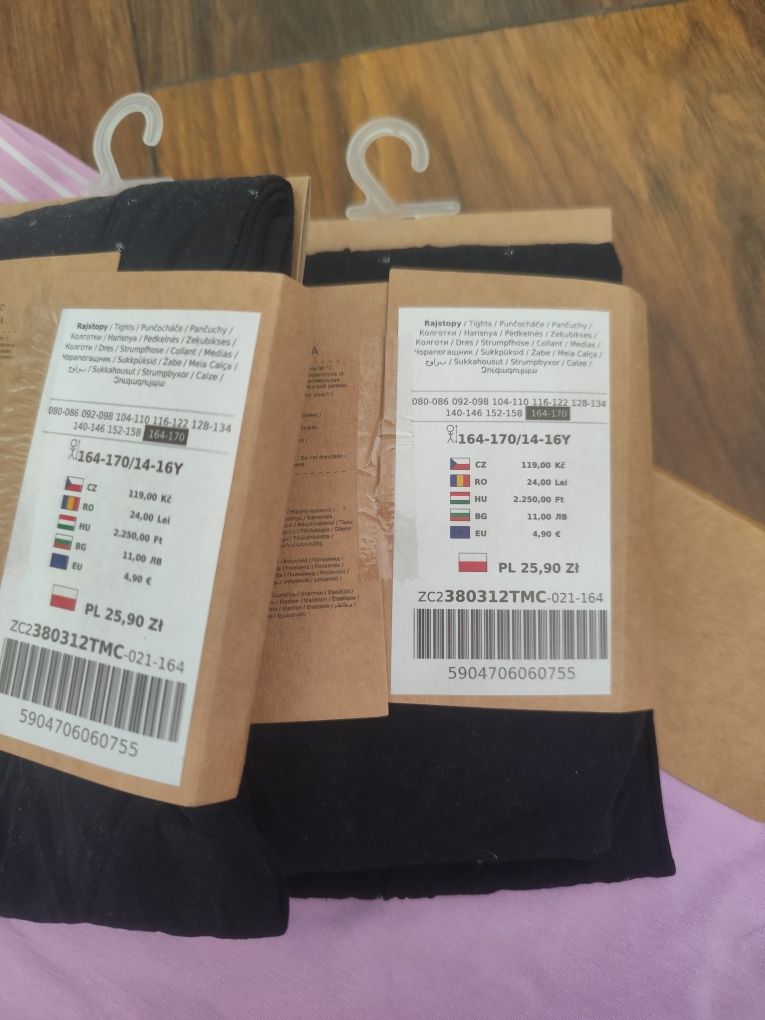 Rajstopy / Tights / Punčocháče / Pančuchy /
Колготки / Harisnya / Pėdkelnės / Zeķubikses /
Колготи / Dres / Strumpfhose / Collant / Medias /
Чорапогащник / Sukkpüksid / Žabe / Meia Calça /
سراويل / Sukkahousut / Strumpbyxor / Calze /
Զուգագուլպա
080-086 092-098 104-110 116-122 128-134
140-146 152-158 164-170
164-170/14-16Y
CZ 119,00 Kč
RO 24,00 Lei
HU 2.250,00 Ft
BG 11,00 ЛВ
EU 4,90 €
PL 25,90 Zł
ZC2380312TMC-021-164
5904706060755
A
Rajstopy / Tights / Punčocháče / Pančuchy /
Колготки / Harisnya / Pėdkelnės / Zeķubikses /
Колготи / Dres / Strumpfhose / Collant / Medias /
Чорапогащник / Sukkpüksid / Žabe / Meia Calça /
سراويل / Sukkahousut / Strumpbyxor / Calze /
Զուգագուլպա
080-086 092-098 104-110 116-122 128-134
140-146 152-158 164-170
164-170/14-16Y
CZ 119,00 Kč
RO 24,00 Lei
HU 2.250,00 Ft
BG 11,00 ЛВ
EU 4,90 €
PL 25,90 Zł
ZC2380312TMC-021-164
5904706060755